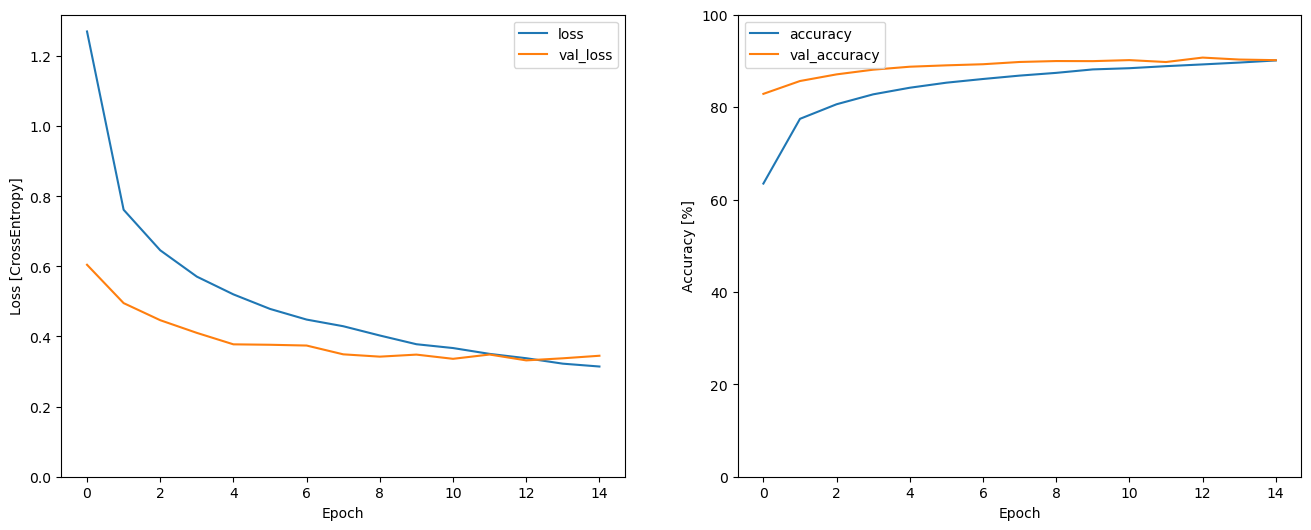 Loss [CrossEntropy]
1.2
1.0
0.8
0.6
0.4
0.2
0.0
loss
val_loss
0 2 4 6 8 10 12 14
Epoch
Accuracy [%]
100
80
60
40
20
0
accuracy
val_accuracy
0 2 4 6 8 10 12 14
Epoch